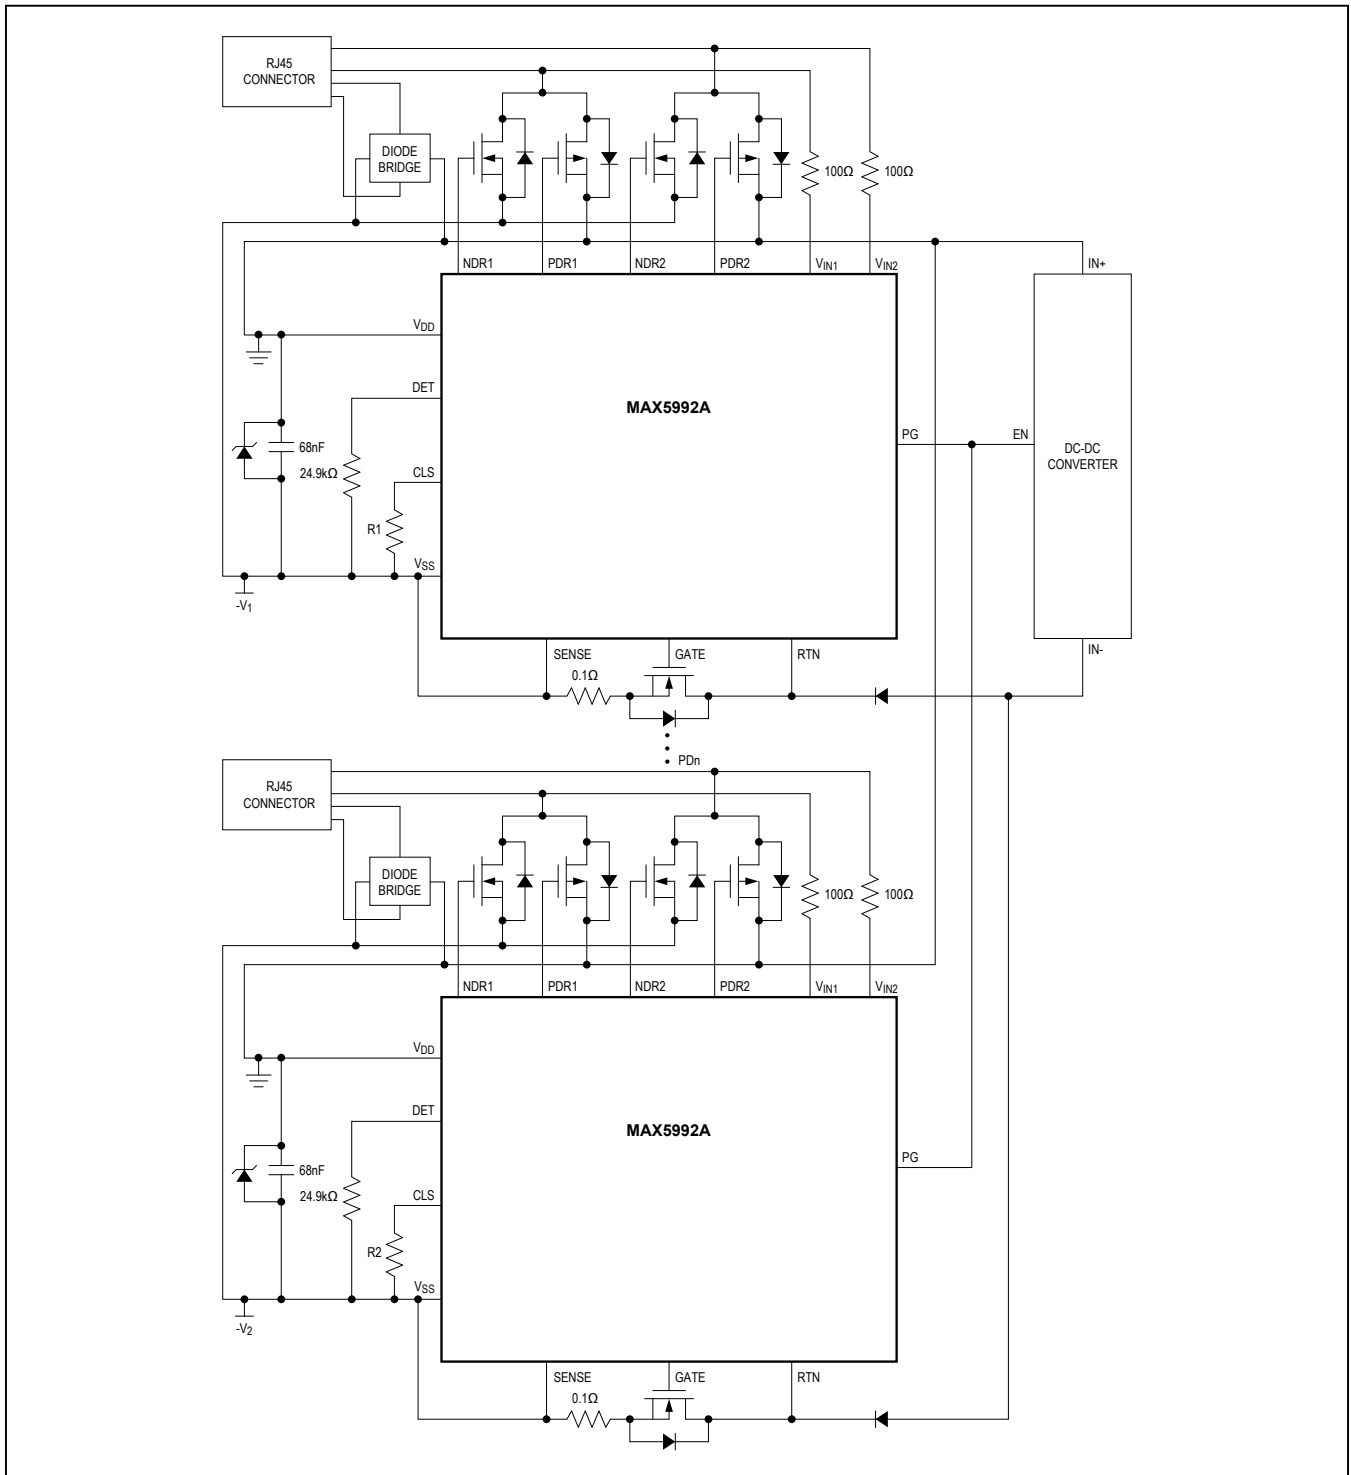 RJ45
CONNECTOR
DIODE
BRIDGE
100Ω
100Ω
NDR1
PDR1
NDR2
PDR2
VIN1
VIN2
IN+
VDD
DET
MAX5992A
PG
EN
DC-DC
CONVERTER
68nF
24.9kΩ
CLS
R1
VSS
-V1
SENSE
GATE
RTN
IN-
0.1Ω
PDn
RJ45
CONNECTOR
DIODE
BRIDGE
100Ω
100Ω
NDR1
PDR1
NDR2
PDR2
VIN1
VIN2
VDD
DET
MAX5992A
PG
68nF
24.9kΩ
CLS
R2
VSS
-V2
SENSE
GATE
RTN
0.1Ω